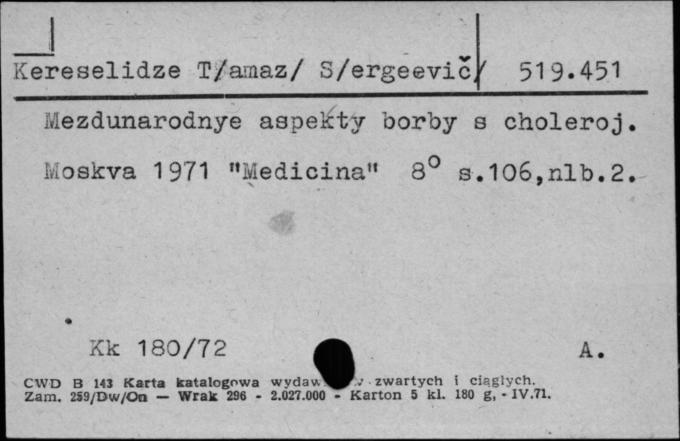 Kereselidze T/amaz/ S/ergeevič/ 519.451
Mezdunarodnye aspekty borby s choleroj.
Moskva 1971 "Medicina" 8° s.106,nlb.2.
Kk 180/72 A.
CWD B 143 Karta katalogowa zwartych i ciągłych.
Zam. 259/Dw/On — Wrak 296 - 2.027.000 - Karton 5 kl. 180 g, - IV.71.